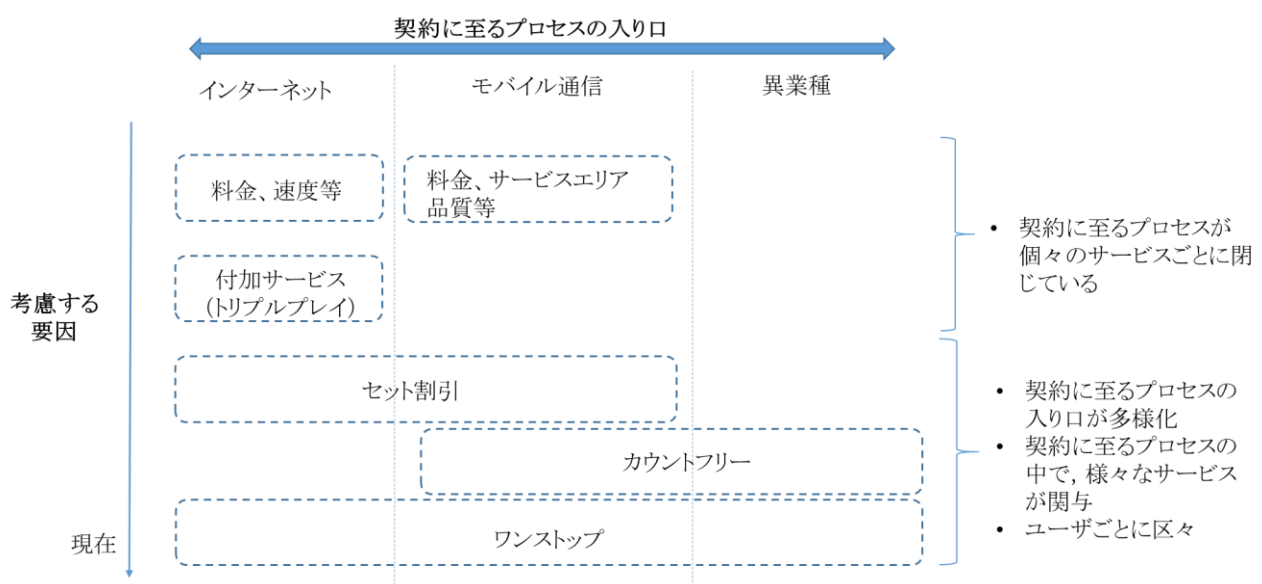 契約に至るプロセスの入り口
インターネット
モバイル通信
異業種
料金、速度等
料金、サービスエリア
品質等
付加サービス
(トリプルプレイ)
考慮する
要因
セット割引
カウントフリー
ワンストップ
現在
• 契約に至るプロセスが
個々のサービスごとに閉
じている
• 契約に至るプロセスの
入り口が多様化
• 契約に至るプロセスの
中で, 様々なサービス
が関与
• ユーザごとに区々